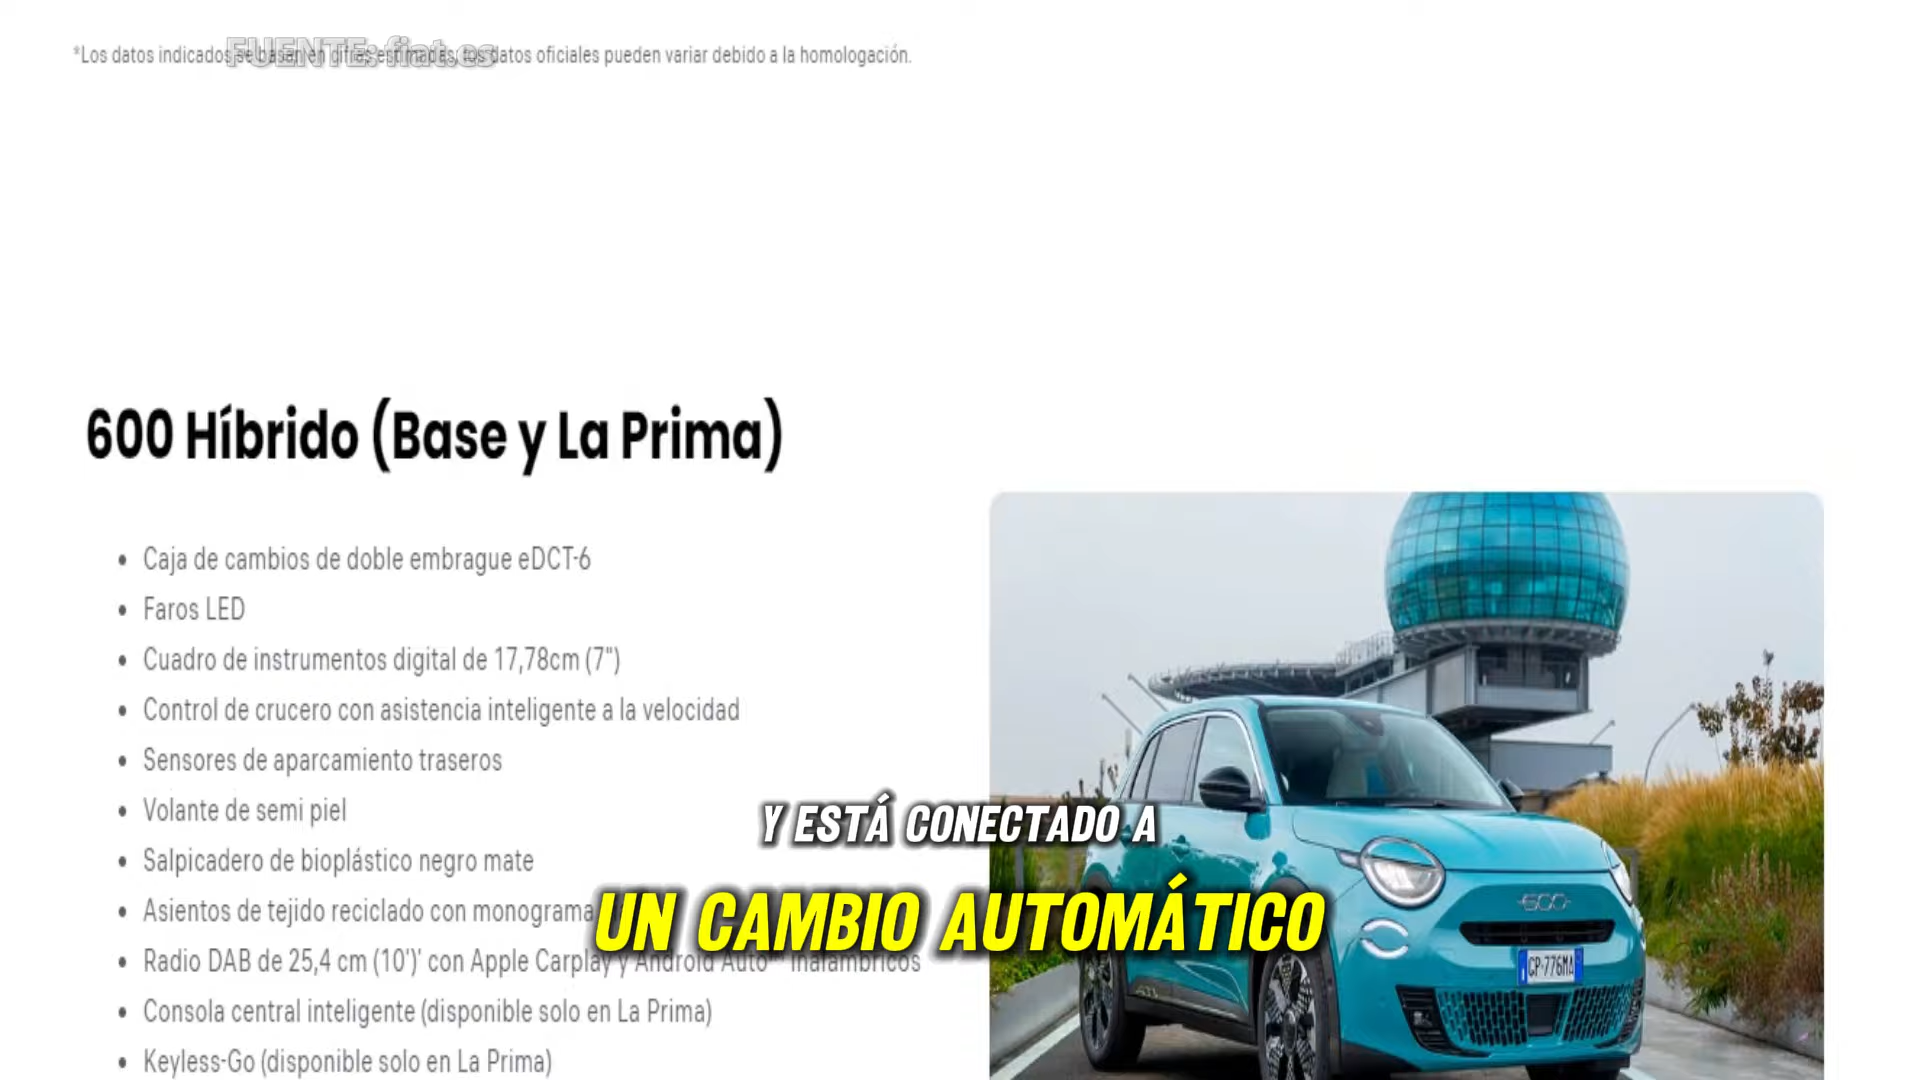 *Los datos indicados se basan en cifras estimadas, los datos oficiales pueden variar debido a la homologación.
FUENTE: fiat.es
600 Híbrido (Base y La Prima)
• Caja de cambios de doble embrague eDCT-6
• Faros LED
• Cuadro de instrumentos digital de 17,78cm (7")
• Control de crucero con asistencia inteligente a la velocidad
• Sensores de aparcamiento traseros
• Volante de semi piel
• Salpicadero de bioplástico negro mate
• Asientos de tejido reciclado con monograma
• Radio DAB de 25,4 cm (10')' con Apple Carplay y Android Auto™ inalámbricos
• Consola central inteligente (disponible solo en La Prima)
• Keyless-Go (disponible solo en La Prima)
Y ESTÁ CONECTADO A
UN CAMBIO AUTOMÁTICO
600
GP·776MA